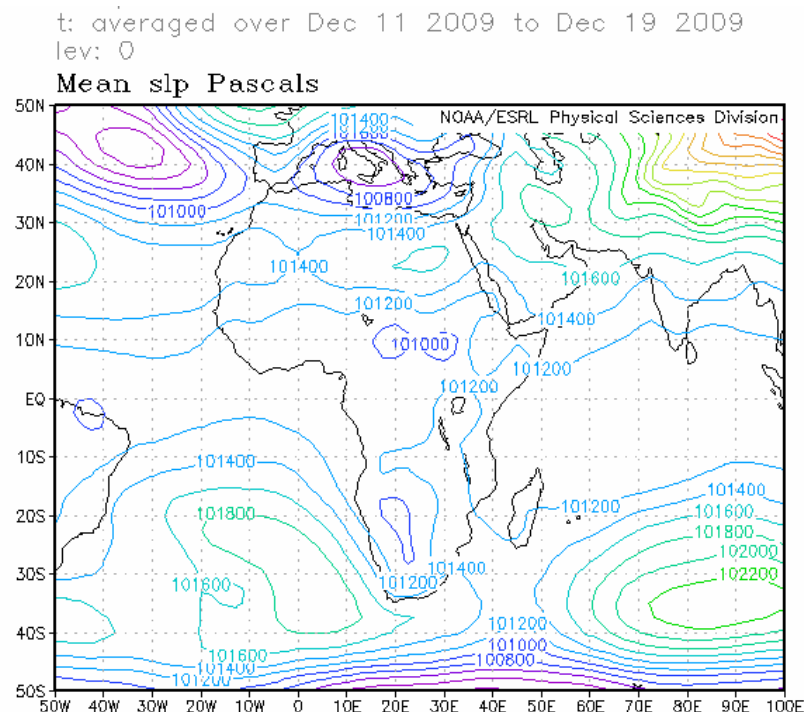 t: averaged over Dec 11 2009 to Dec 19 2009
lev: 0
Mean slp Pascals
50N
101400
NOAA/ESRL Physical Sciences Division
40N
101000
100800
30N
101200
101400
101400
101600
20N
101200
101400
10N
101000
101200
101200
EQ
10S
101400
101400
101200
101600
20S
101800
101800
102000
101400
102200
30S
101600
101200
101200
40S
101000
101600
100800
101400
101200
50S
50W 40W 30W 20W 10W 0 10E 20E 30E 40E 50E 60E 70E 80E 90E 100E